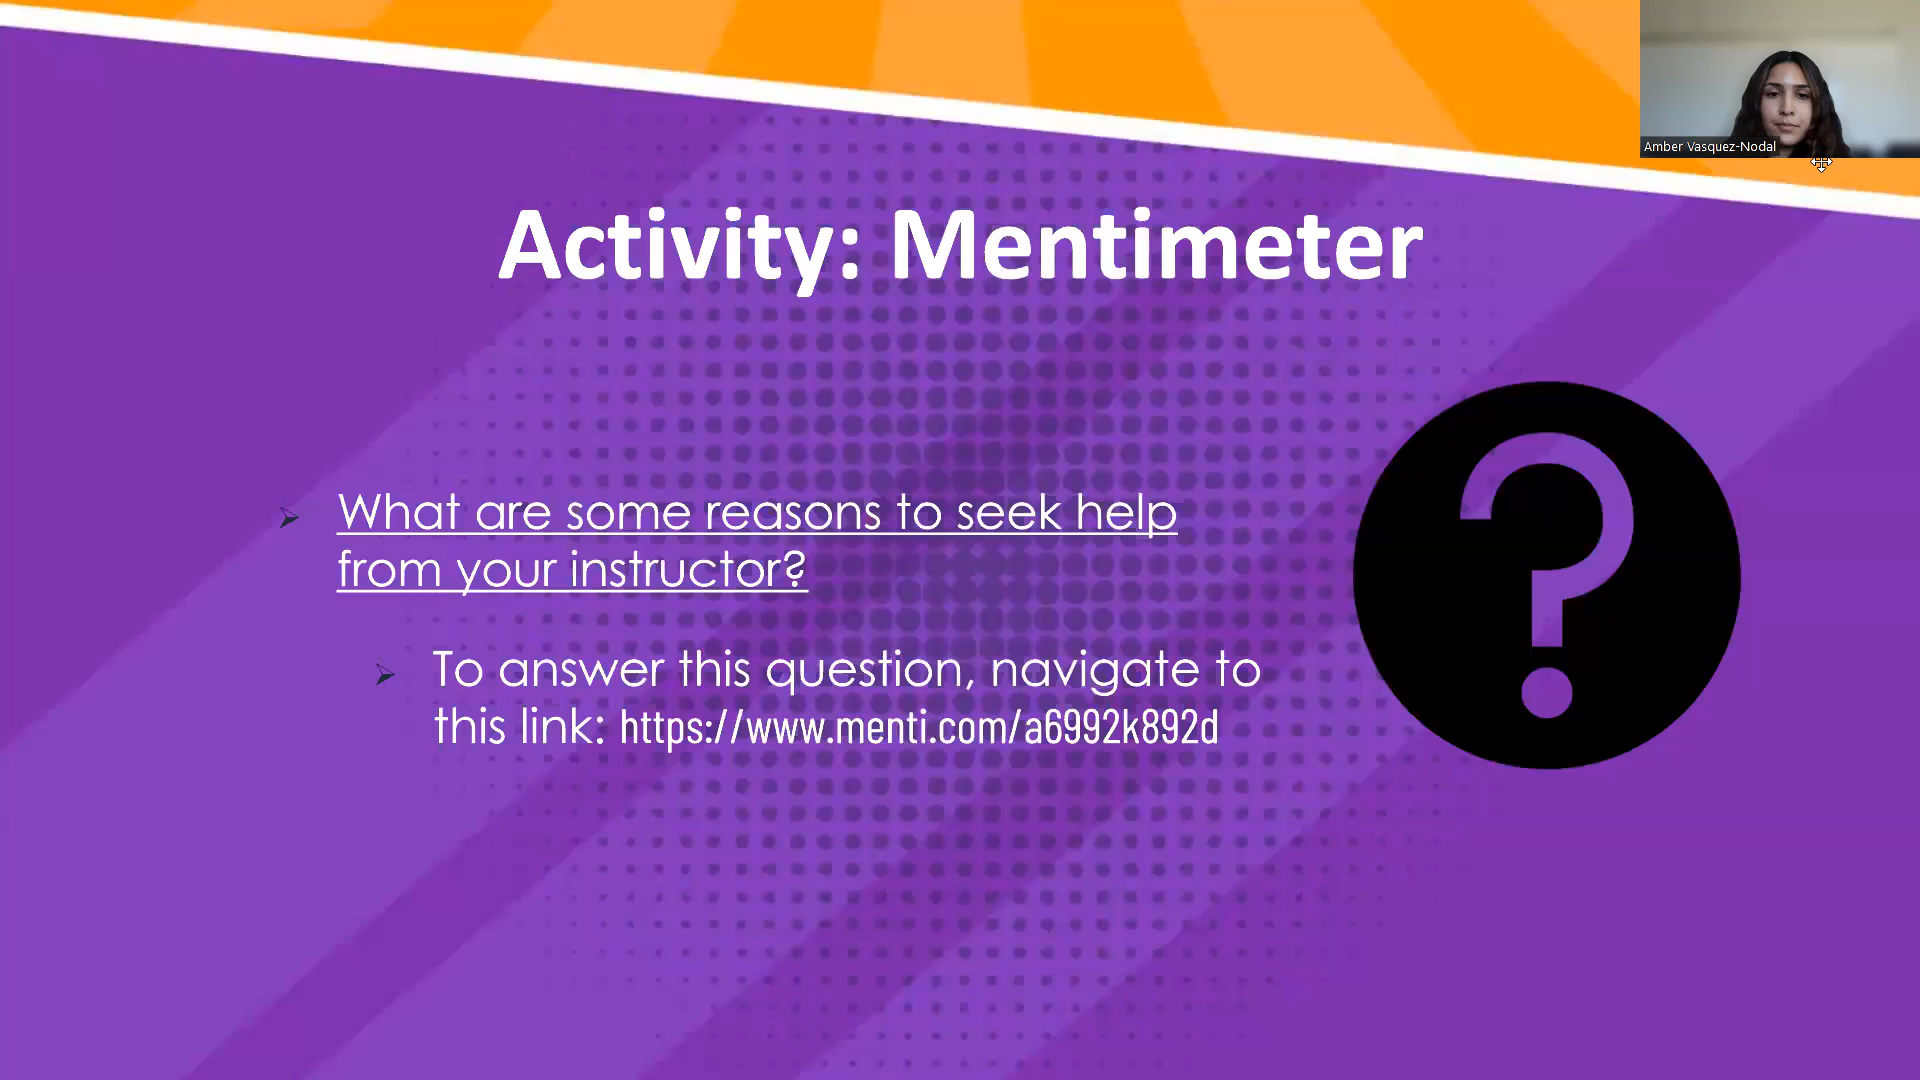 Amber Vasquez-Nodal
Activity: Mentimeter
What are some reasons to seek help
from your instructor?
To answer this question, navigate to
this link: https://www.menti.com/a6992k892d